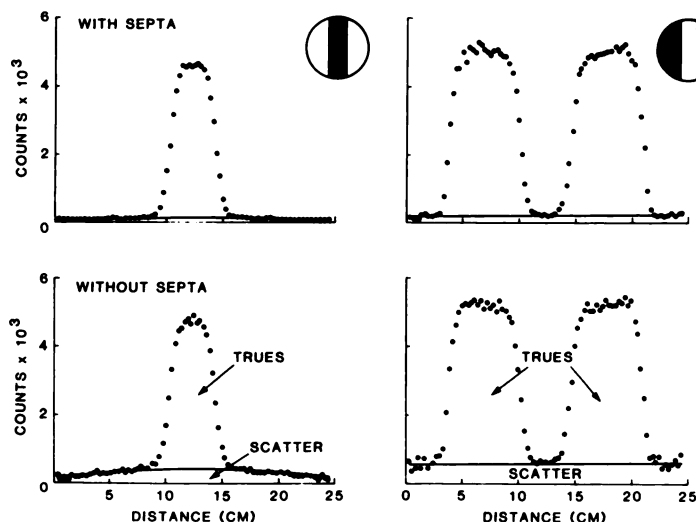 WITH SEPTA
COUNTS x 10³
6
4
2
0
WITHOUT SEPTA
COUNTS x 10³
6
4
2
0
TRUES
SCATTER
TRUES
SCATTER
0 5 10 15 20 25
0 5 10 15 20 25
DISTANCE (CM)
DISTANCE (CM)